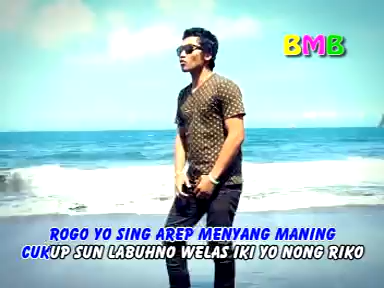 BMB
ROGO YO SING AREP MENYANG MANING
CUKUP SUN LABUHNO WELAS IKI YO NONG RIKO